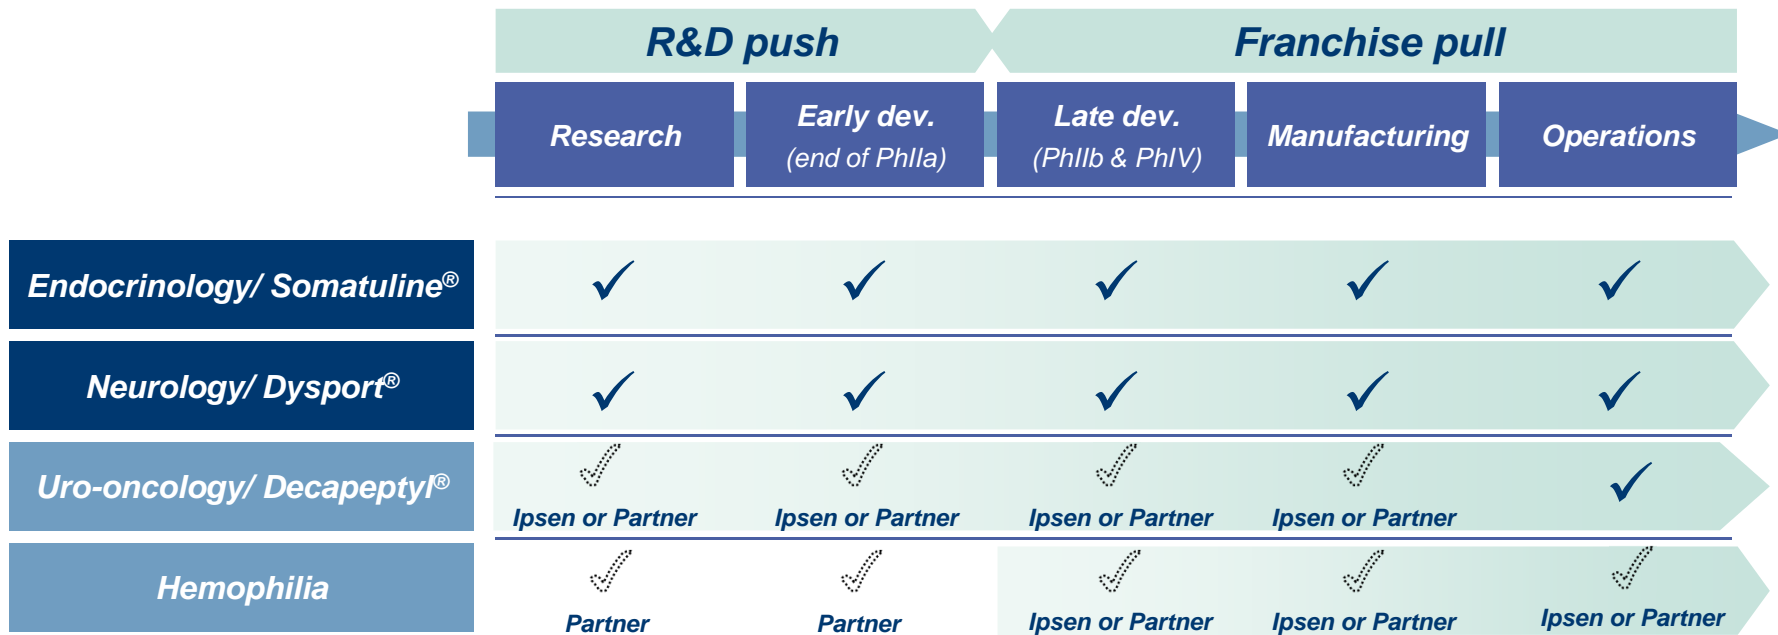 R&D push Franchise pull
Research Early dev. (end of PhIIa) Late dev. (PhIIb & PhIV) Manufacturing Operations
Endocrinology/ Somatuline®
Neurology/ Dysport®
Uro-oncology/ Decapeptyl®
Ipsen or Partner Ipsen or Partner Ipsen or Partner Ipsen or Partner
Hemophilia
Partner Partner Ipsen or Partner Ipsen or Partner Ipsen or Partner